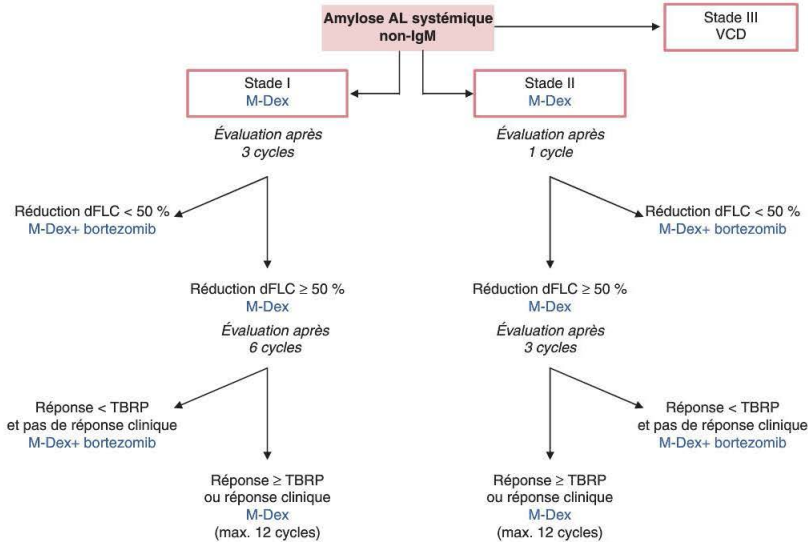 Amylose AL systémique
non-IgM
Stade III
VCD
Stade I
M-Dex
Stade II
M-Dex
Évaluation après
3 cycles
Évaluation après
1 cycle
Réduction dFLC < 50 %
M-Dex+ bortezomib
Réduction dFLC < 50 %
M-Dex+ bortezomib
Réduction dFLC ≥ 50 %
M-Dex
Réduction dFLC ≥ 50 %
M-Dex
Évaluation après
6 cycles
Évaluation après
3 cycles
Réponse < TBRP
et pas de réponse clinique
M-Dex+ bortezomib
Réponse < TBRP
et pas de réponse clinique
M-Dex+ bortezomib
Réponse ≥ TBRP
ou réponse clinique
M-Dex
(max. 12 cycles)
Réponse ≥ TBRP
ou réponse clinique
M-Dex
(max. 12 cycles)